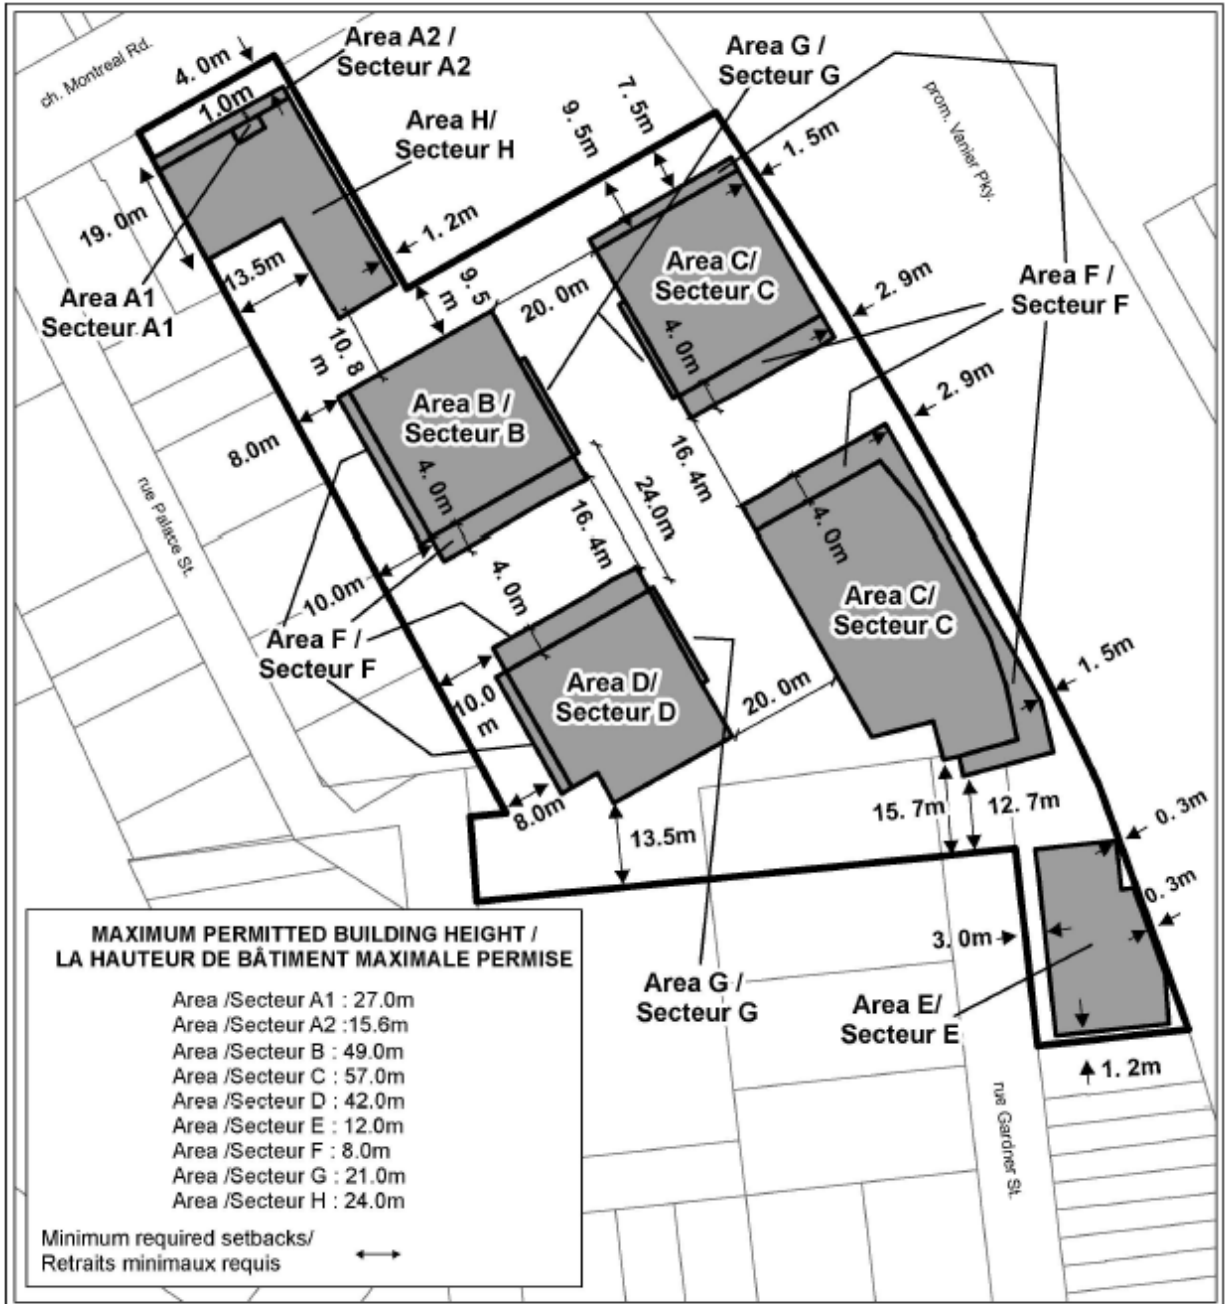 ch. Montreal Rd.
4. 0m
1.0m
Area A2 /
Secteur A2
Area H/
Secteur H
Area G /
Secteur G
7. 5m
9. 5m
1. 5m
prom. Vanier Pky.
19. 0m
13.5m
1. 2m
Area A1
Secteur A1
9. 5
m
20. 0m
Area C/
Secteur C
2. 9m
Area F /
Secteur F
10. 8
m
4. 0m
2. 9m
Area B /
Secteur B
8.0m
4. 0m
16. 4m
24.0m
16. 4m
4. 0m
rue Palace St.
10.0m
4. 0m
Area F /
Secteur F
Area C/
Secteur C
1. 5m
10.0
m
Area D/
Secteur D
20. 0m
8.0m
13.5m
15.7m
12. 7m
0. 3m
0. 3m
3. 0m
Area G /
Secteur G
Area E/
Secteur E
1. 2m
rue Gardner St.
MAXIMUM PERMITTED BUILDING HEIGHT /
LA HAUTEUR DE BÂTIMENT MAXIMALE PERMISE
Area /Secteur A1 : 27.0m
Area /Secteur A2 :15.6m
Area /Secteur B : 49.0m
Area /Secteur C : 57.0m
Area /Secteur D : 42.0m
Area /Secteur E : 12.0m
Area /Secteur F : 8.0m
Area /Secteur G : 21.0m
Area /Secteur H : 24.0m
Minimum required setbacks/
Retraits minimaux requis